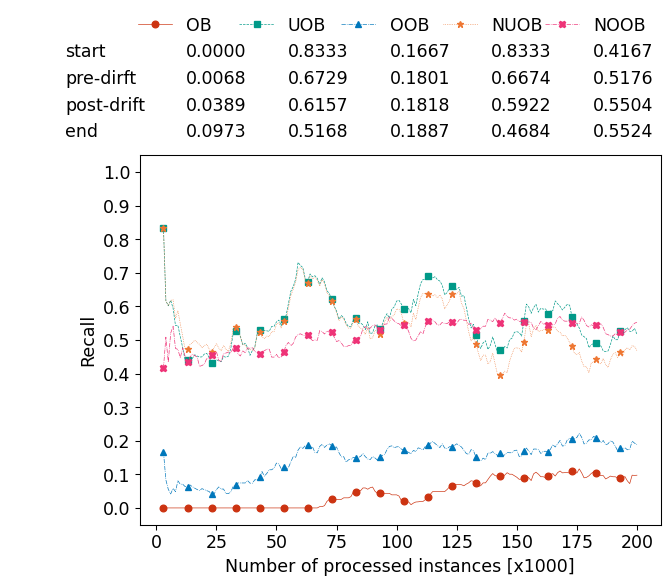 OB UOB OOB NUOB NOOB
start 0.0000 0.8333 0.1667 0.8333 0.4167
pre-dirft 0.0068 0.6729 0.1801 0.6674 0.5176
post-drift 0.0389 0.6157 0.1818 0.5922 0.5504
end 0.0973 0.5168 0.1887 0.4684 0.5524
1.0
0.9
0.8
0.7
0.6
0.5
0.4
0.3
0.2
0.1
0.0
Recall
0 25 50 75 100 125 150 175 200
Number of processed instances [x1000]